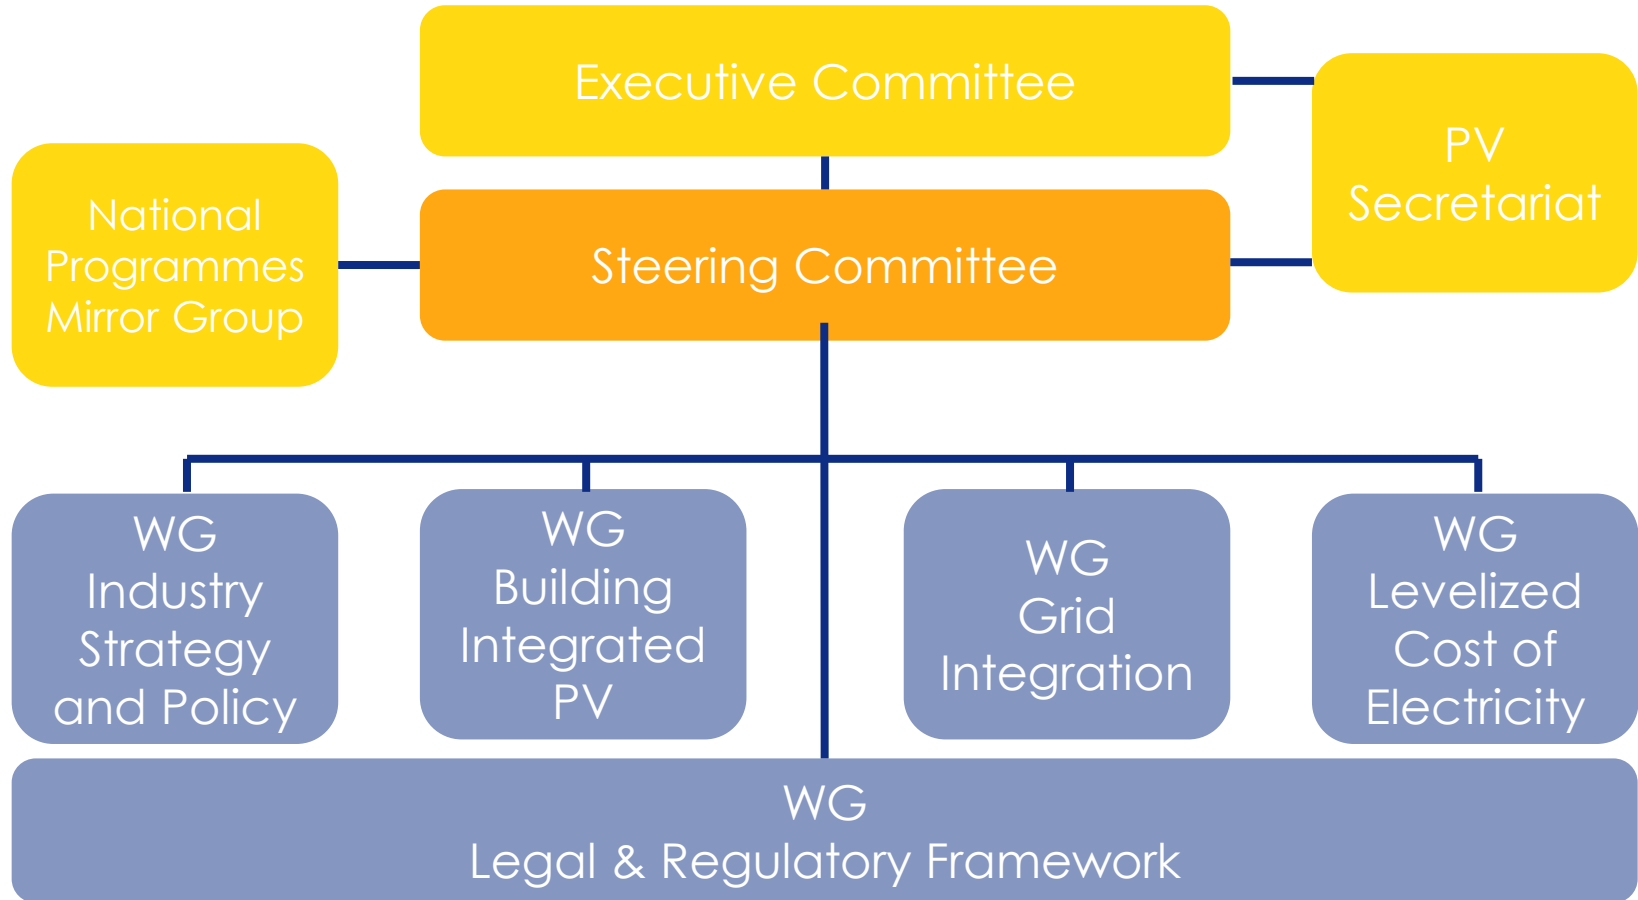 Executive Committee
PV
Secretariat
National
Programmes
Mirror Group
Steering Committee
WG
Industry
Strategy
and Policy
WG
Building
Integrated
PV
WG
Grid
Integration
WG
Levelized
Cost of
Electricity
WG
Legal & Regulatory Framework